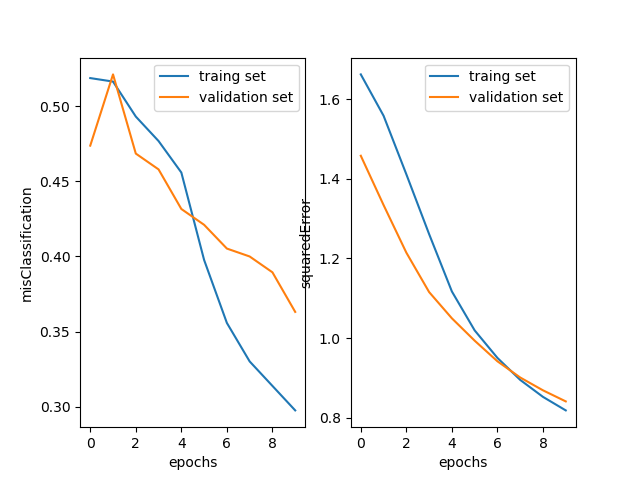 traing set
validation set
0.50
0.45
0.40
0.35
0.30
misClassification
0 2 4 6 8
epochs
traing set
validation set
1.6
1.4
1.2
1.0
0.8
squaredError
0 2 4 6 8
epochs